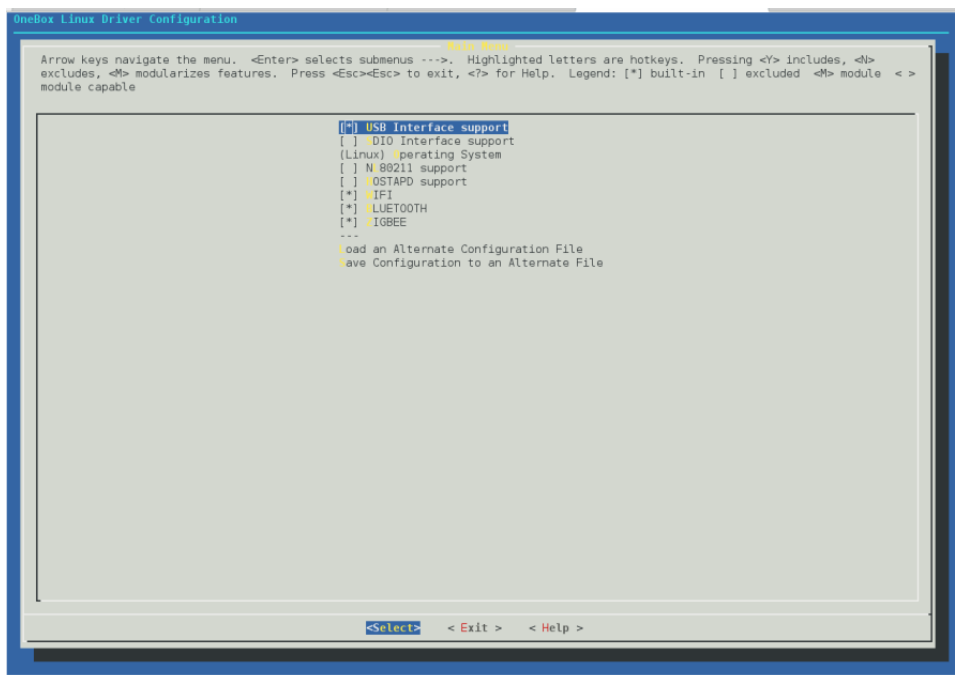 OneBox Linux Driver Configuration
Main Menu
Arrow keys navigate the menu. <Enter> selects submenus --->. Highlighted letters are hotkeys. Pressing <Y> includes, <N>
excludes, <M> modularizes features. Press <Esc><Esc> to exit, <?> for Help. Legend: [*] built-in [ ] excluded <M> module < >
module capable
[*] USB Interface support
[ ] SDIO Interface support
(Linux) Operating System
[ ] Nl80211 support
[ ] HOSTAPD support
[*] WIFI
[*] BLUETOOTH
[*] ZIGBEE
---
Load an Alternate Configuration File
Save Configuration to an Alternate File
<Select> < Exit > < Help >